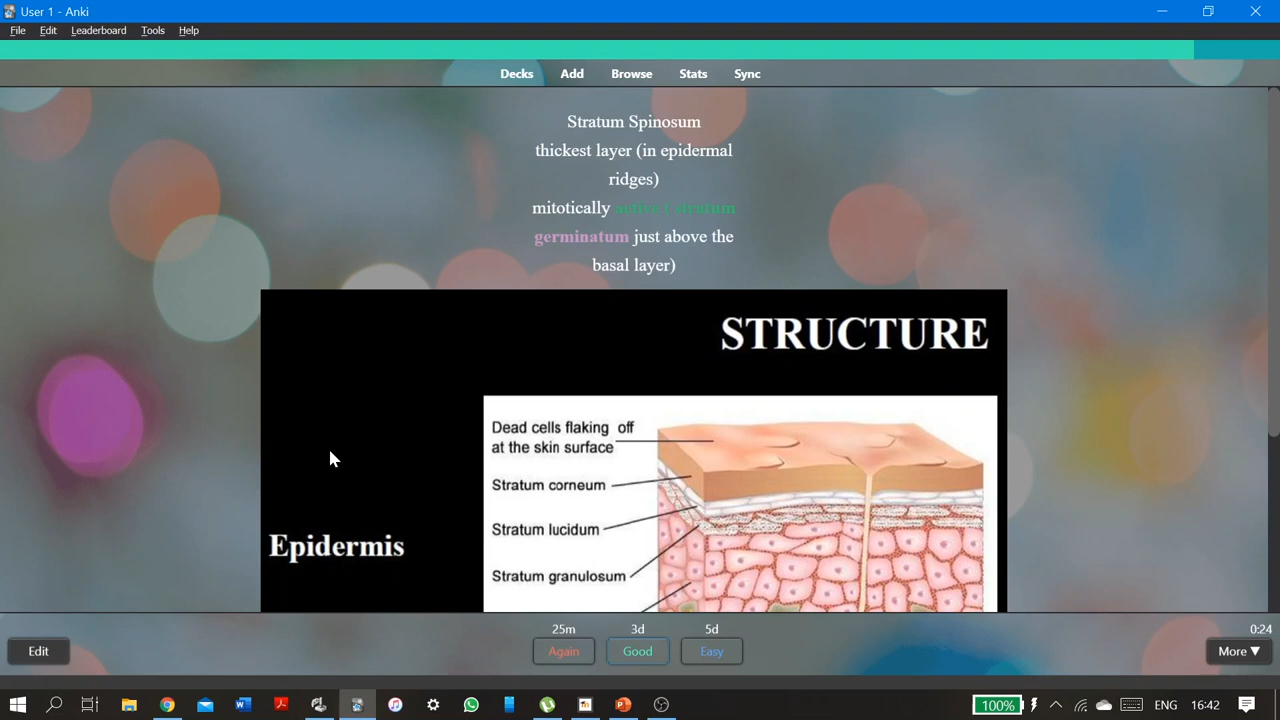 User 1 - Anki
File Edit Leaderboard Tools Help
Decks Add Browse Stats Sync
Stratum Spinosum
thickest layer (in epidermal
ridges)
mitotically active ( stratum
germinatum just above the
basal layer)
STRUCTURE
Dead cells flaking off
at the skin surface
Stratum corneum
Stratum lucidum
Epidermis
Stratum granulosum
25m 3d 5d 0:24
Edit Again Good Easy More ▼
100% ENG 16:42